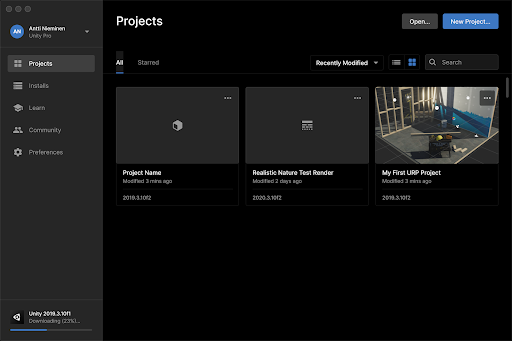 AN
Antti Nieminen
Unity Pro
Projects
Installs
Learn
Community
Preferences
Unity 2019.3.10f1
Downloading (23%)...
Projects
Open...
New Project...
All
Starred
Recently Modified
Search
Project Name
Modified 3 mins ago
2019.3.10f2
Realistic Nature Test Render
Modified 2 days ago
2020.3.10f2
My First URP Project
Modified 3 mins ago
2019.3.10f2